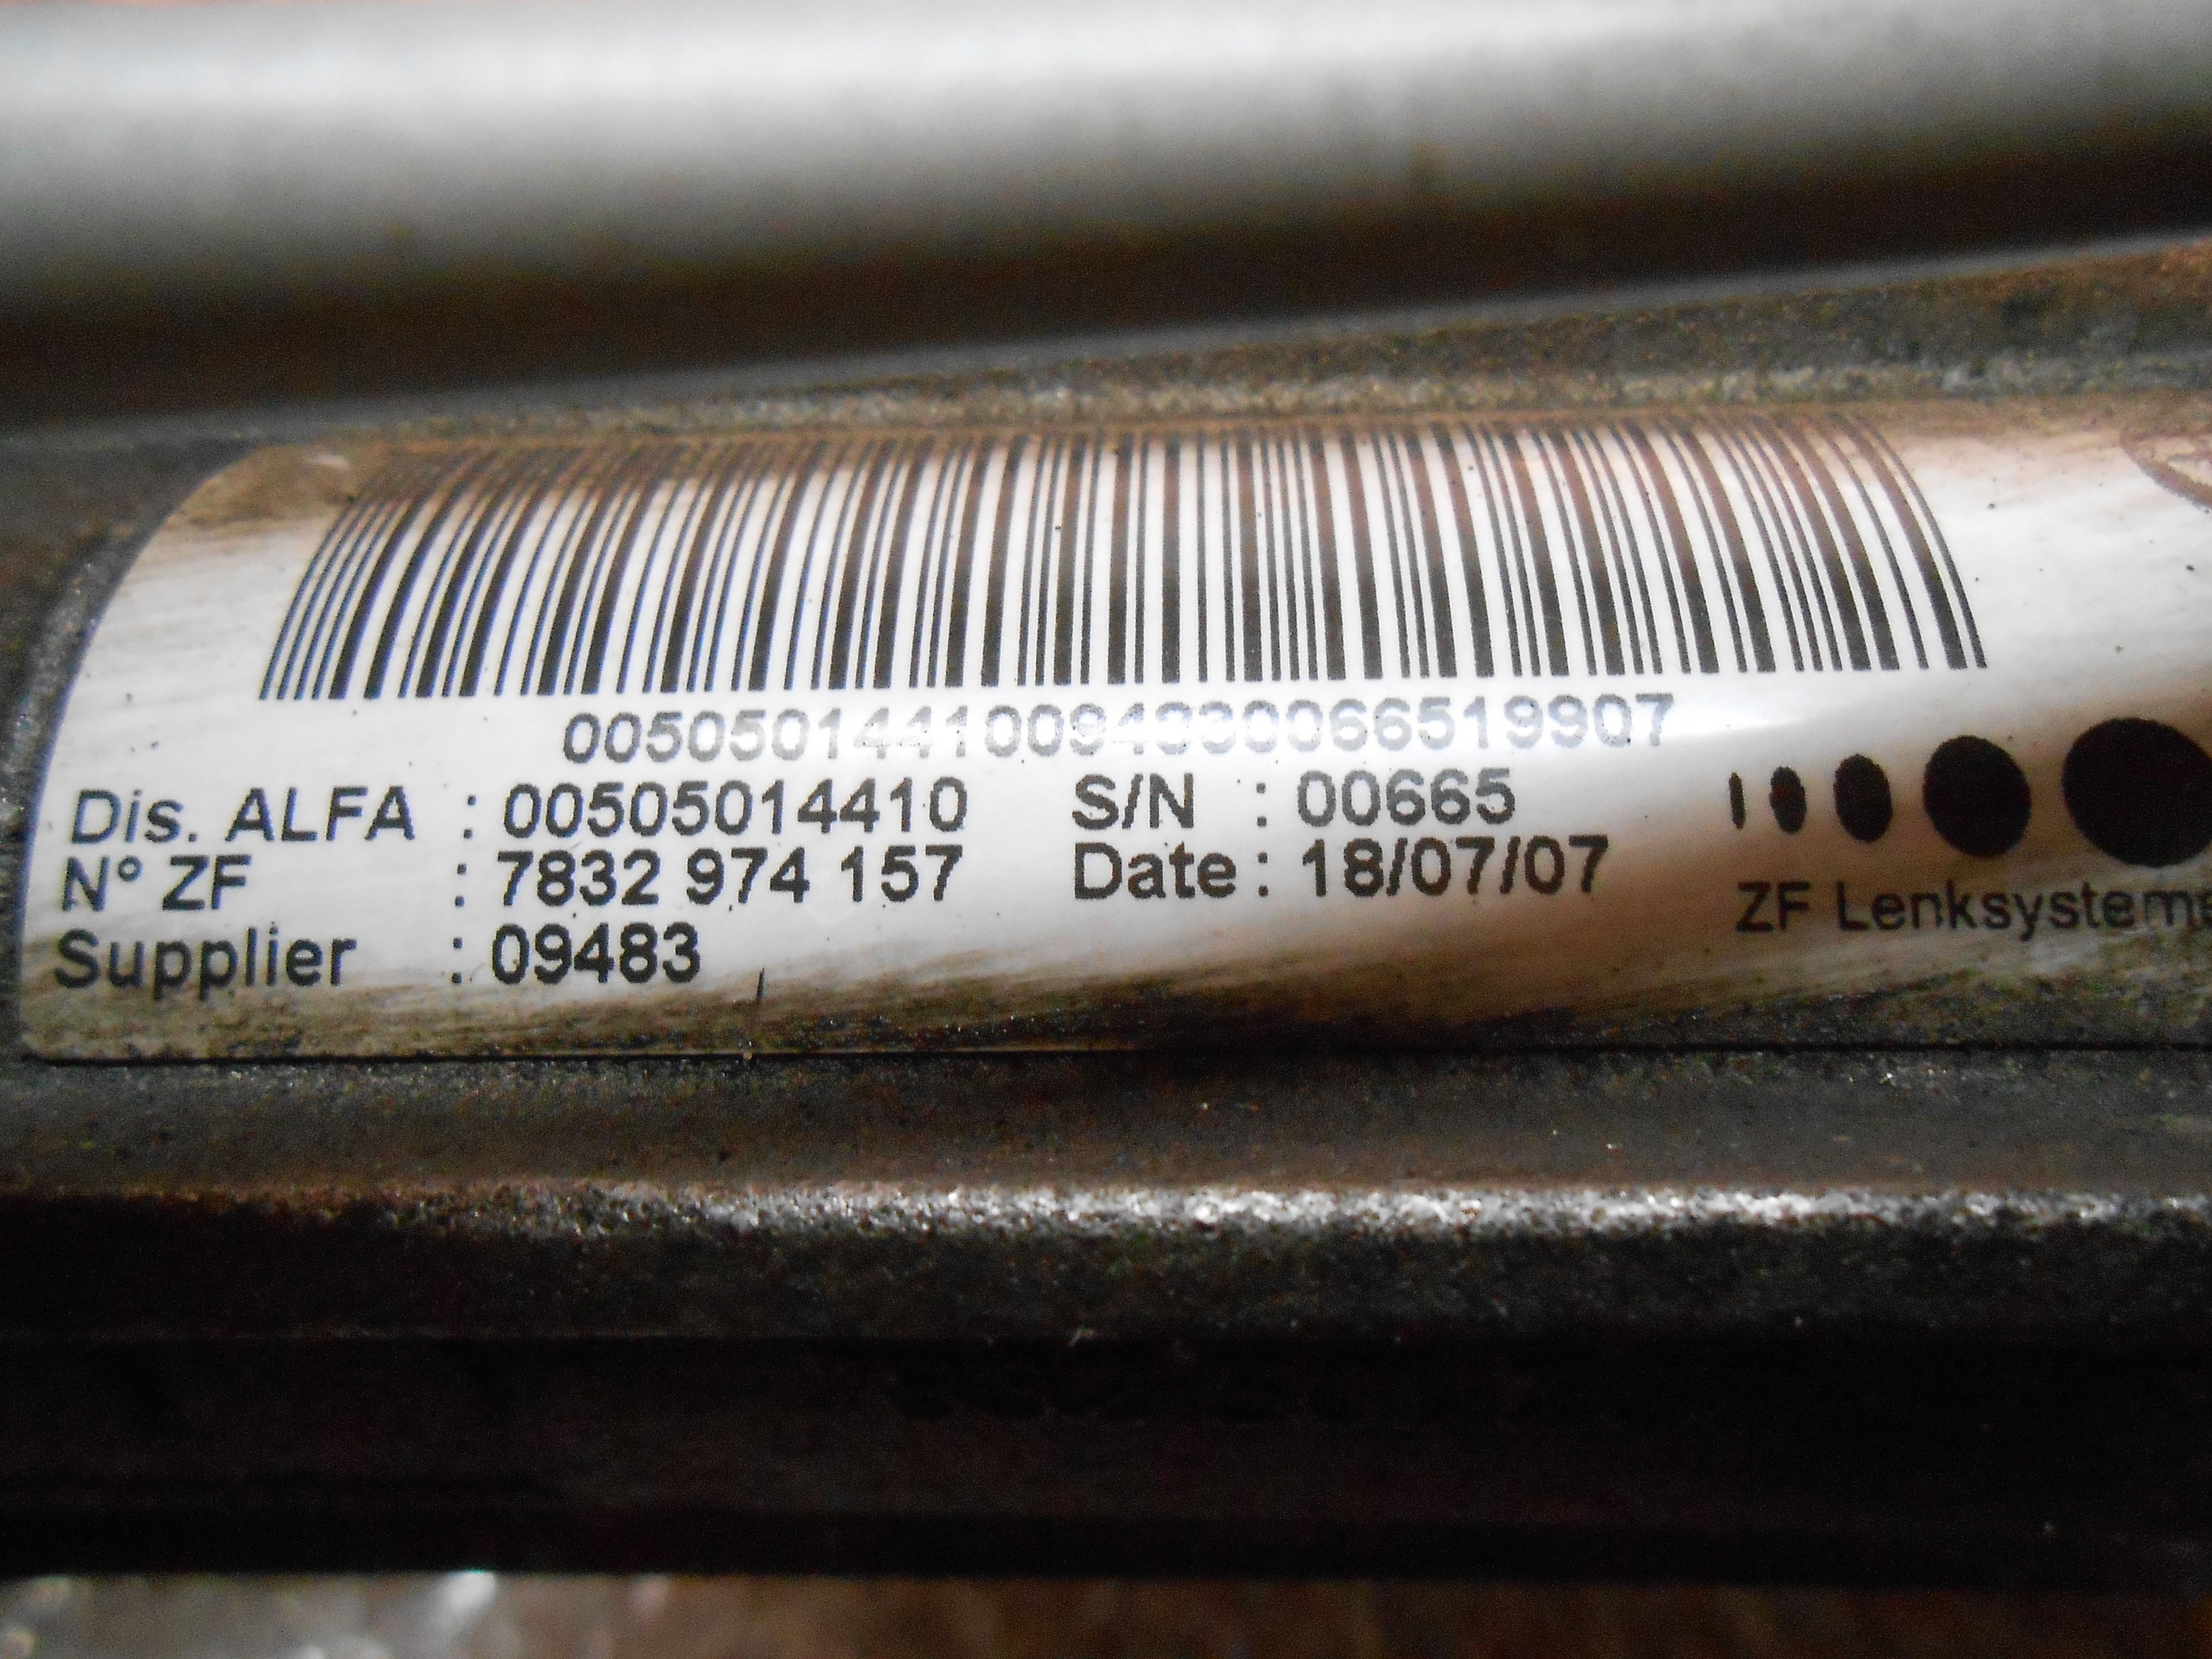 00505014410094830066519907
Dis. ALFA : 00505014410 S/N : 00665
N° ZF : 7832 974 157 Date : 18/07/07
Supplier : 09483
ZF Lenksysteme